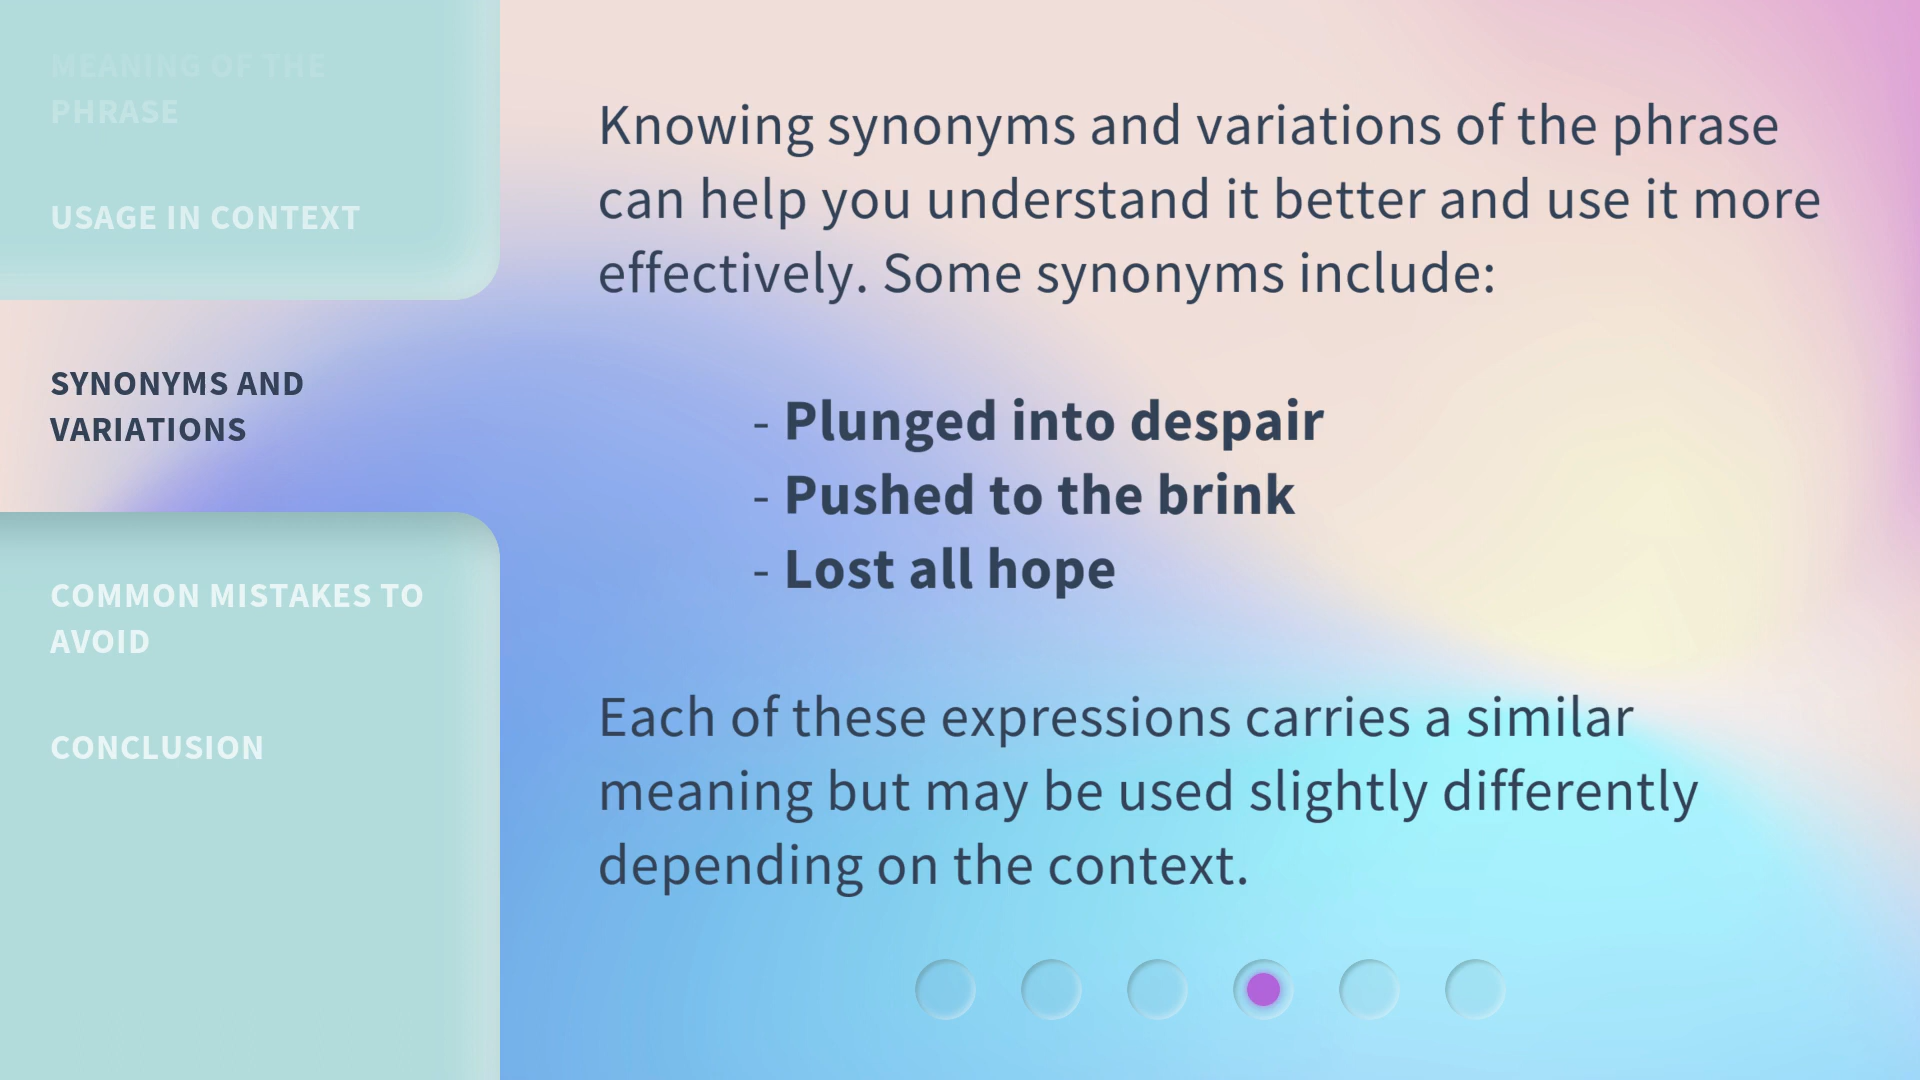 MEANING OF THE
PHRASE
USAGE IN CONTEXT
SYNONYMS AND
VARIATIONS
COMMON MISTAKES TO
AVOID
CONCLUSION
Knowing synonyms and variations of the phrase
can help you understand it better and use it more
effectively. Some synonyms include:
- Plunged into despair
- Pushed to the brink
- Lost all hope
Each of these expressions carries a similar
meaning but may be used slightly differently
depending on the context.